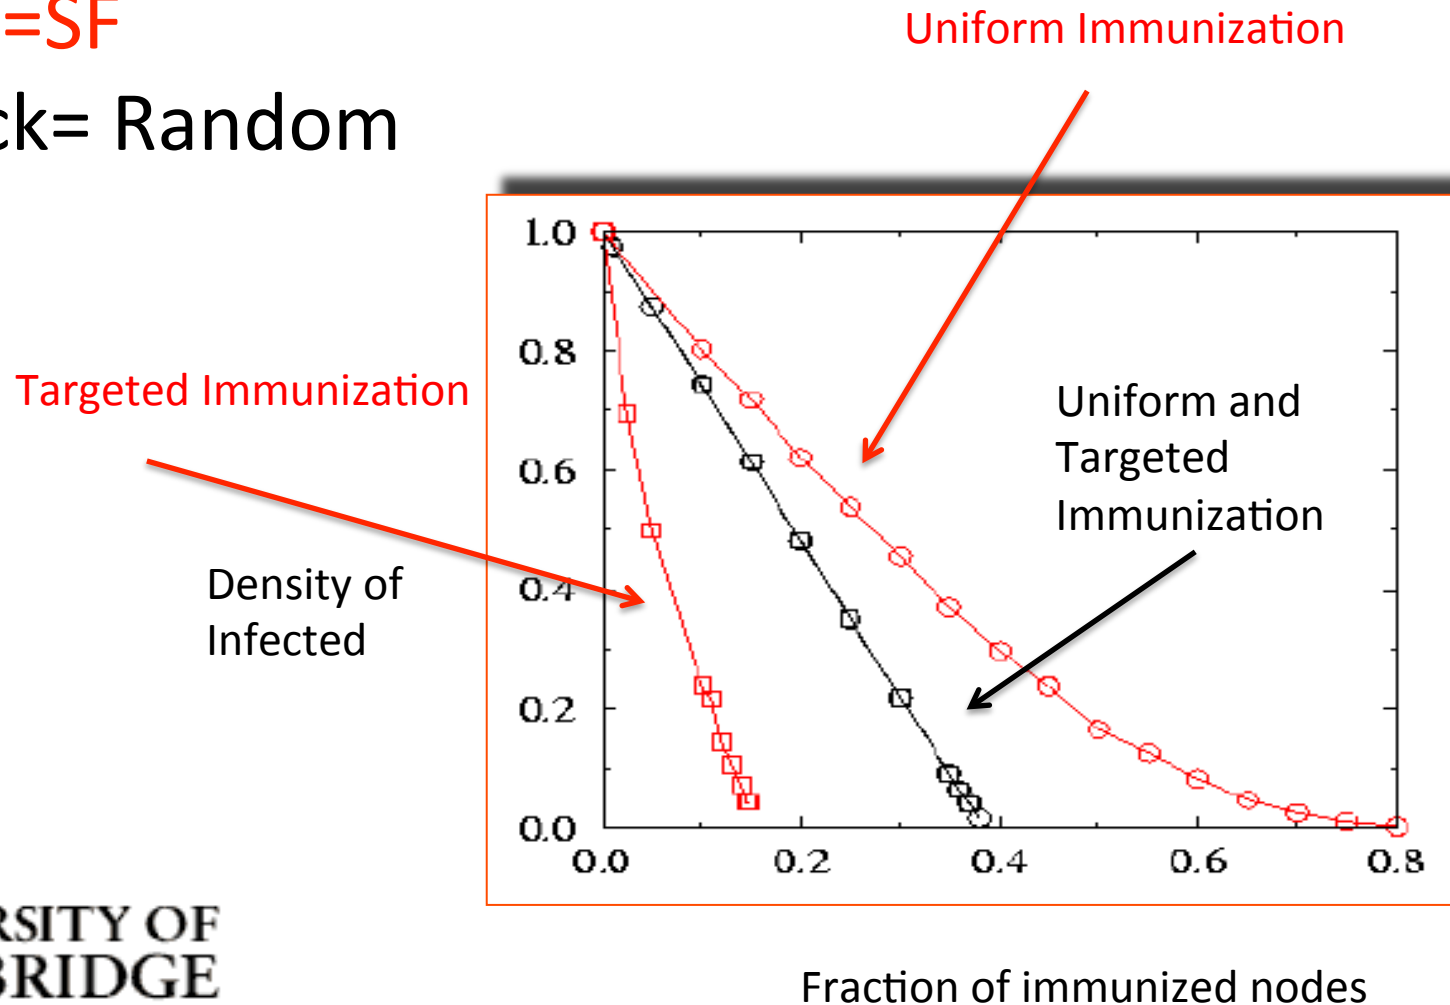 =SF
ck= Random
Uniform Immunization
Targeted Immunization
Density of
Infected
Uniform and
Targeted
Immunization
1.0
0.8
0.6
0.4
0.2
0.0
0.0 0.2 0.4 0.6 0.8
Fraction of immunized nodes
RSITY OF
BRIDGE